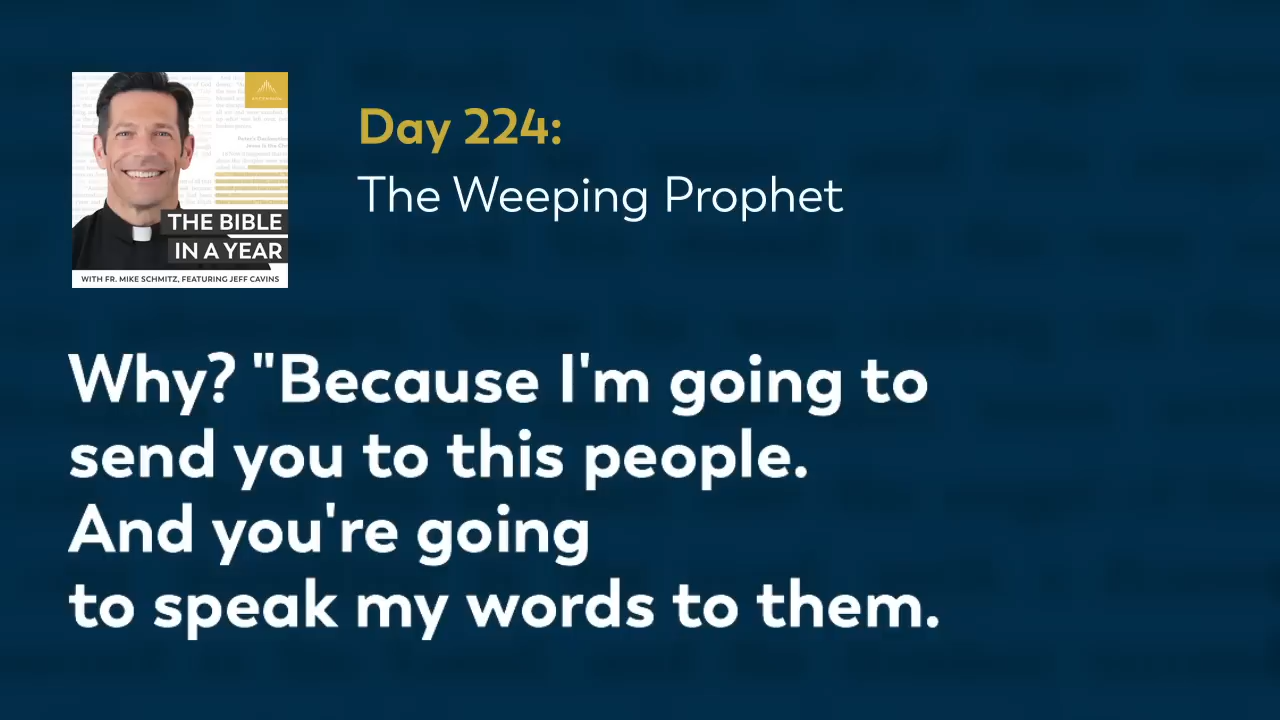 Day 224:
The Weeping Prophet
THE BIBLE
IN A YEAR
WITH FR. MIKE SCHMITZ, FEATURING JEFF CAVINS
Why? "Because I'm going to
send you to this people.
And you're going
to speak my words to them.